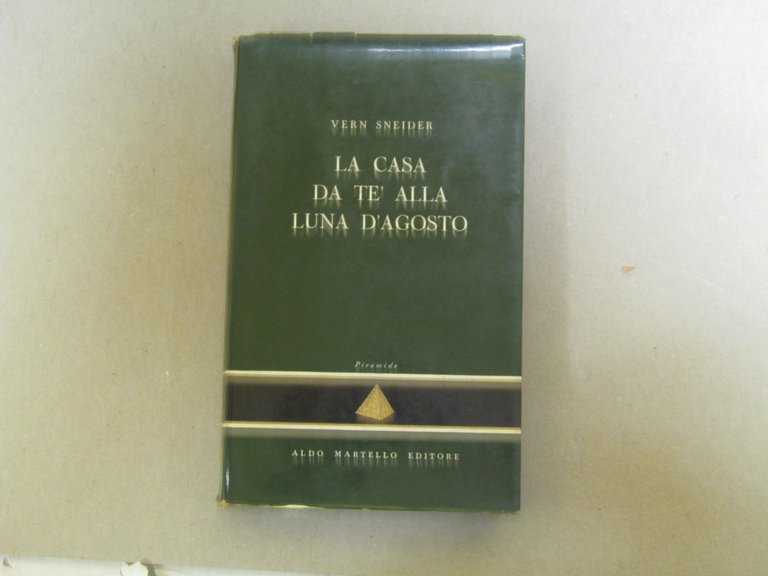 VERN SNEIDER
LA CASA
DA TE' ALLA
LUNA D'AGOSTO
Piramide
ALDO MARTELLO EDITORE